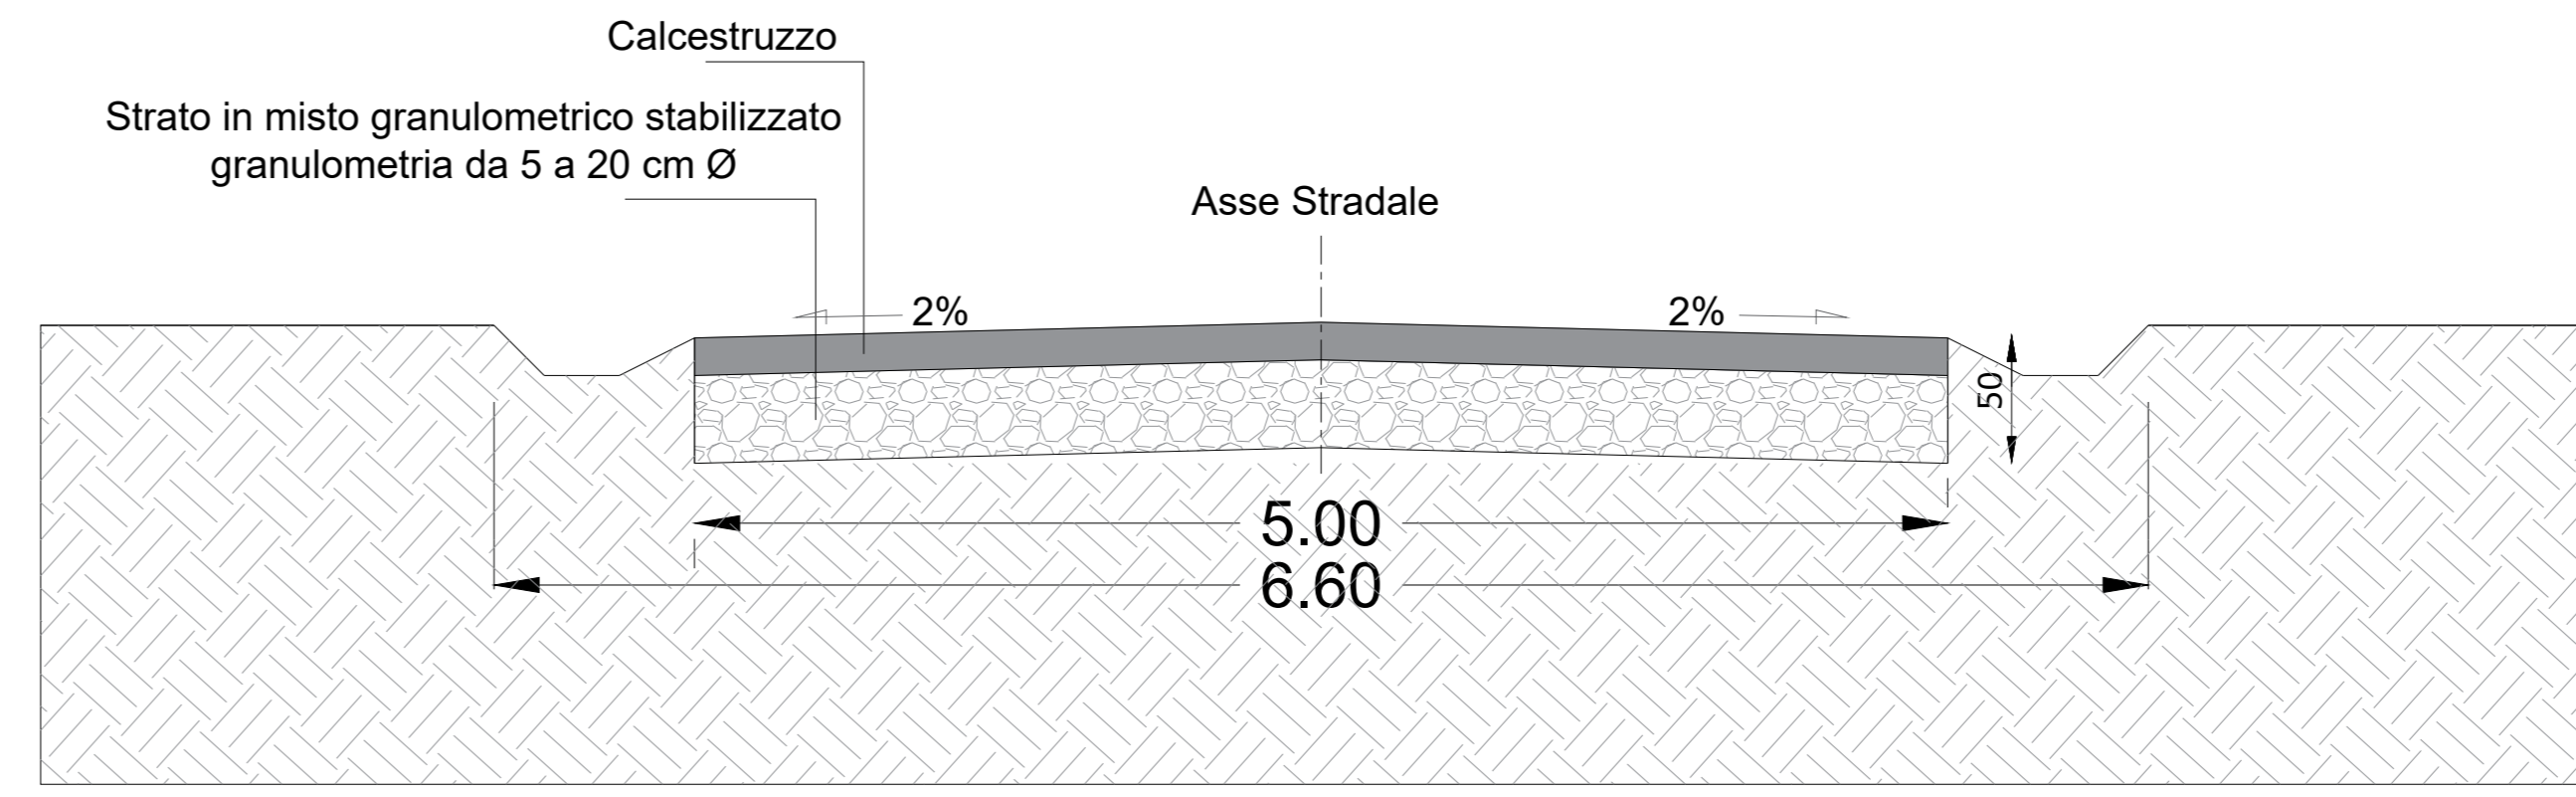 Calcestruzzo
Strato in misto granulometrico stabilizzato
granulometria da 5 a 20 cm Ø
Asse Stradale
2%
2%
50
5.00
6.60